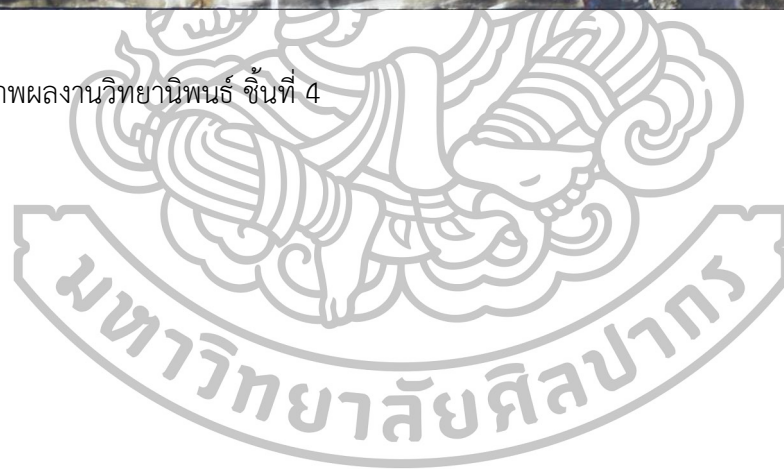 ภาพผลงานวิทยานิพนธ์ ชิ้นที่ 4
มหาวิทยาลัยศิลปากร